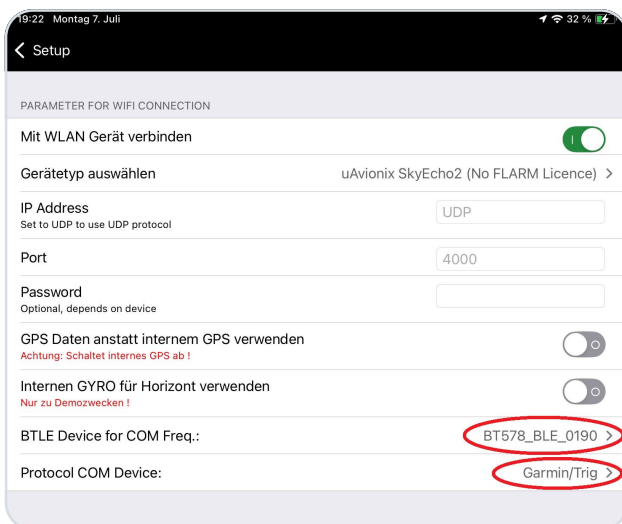 19:22 Montag 7. Juli
32 %
Setup
PARAMETER FOR WIFI CONNECTION
Mit WLAN Gerät verbinden
Gerätetyp auswählen
uAvionix SkyEcho2 (No FLARM Licence)
IP Address
Set to UDP to use UDP protocol
UDP
Port
4000
Password
Optional, depends on device
GPS Daten anstatt internem GPS verwenden
Achtung: Schaltet internes GPS ab !
Internen GYRO für Horizont verwenden
Nur zu Demozwecken !
BTLE Device for COM Freq.:
BT578_BLE_0190
Protocol COM Device:
Garmin/Trig